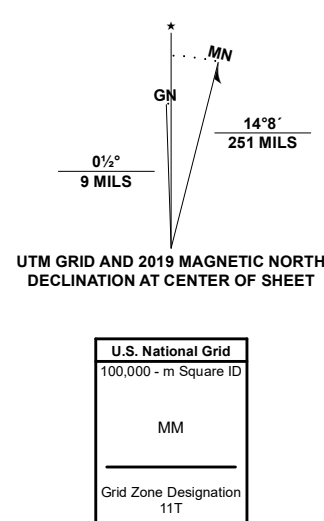 ★
MN
GN
14°8´
251 MILS
0½°
9 MILS
UTM GRID AND 2019 MAGNETIC NORTH
DECLINATION AT CENTER OF SHEET
U.S. National Grid
100,000 - m Square ID
MM
Grid Zone Designation
11T